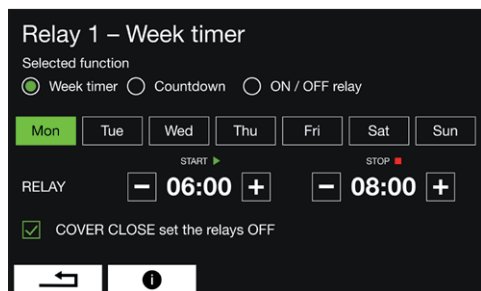 Relay 1 – Week timer
Selected function
Week timer Countdown ON / OFF relay
Mon Tue Wed Thu Fri Sat Sun
START STOP
RELAY − 06:00 + − 08:00 +
COVER CLOSE set the relays OFF
i